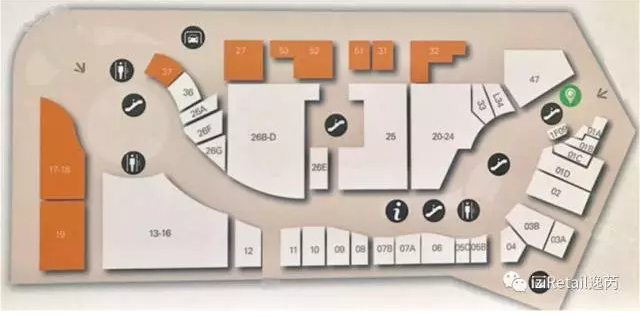 27
53
52
51
31
32
47
37
38
26A
26F
26G
26B-D
26E
25
20-24
33
L34
1F09
01A
01B
01C
01D
02
17-18
19
13-16
12
11
10
09
08
07B
07A
06
05C
05B
04
03B
03A
iziRetail逸芮